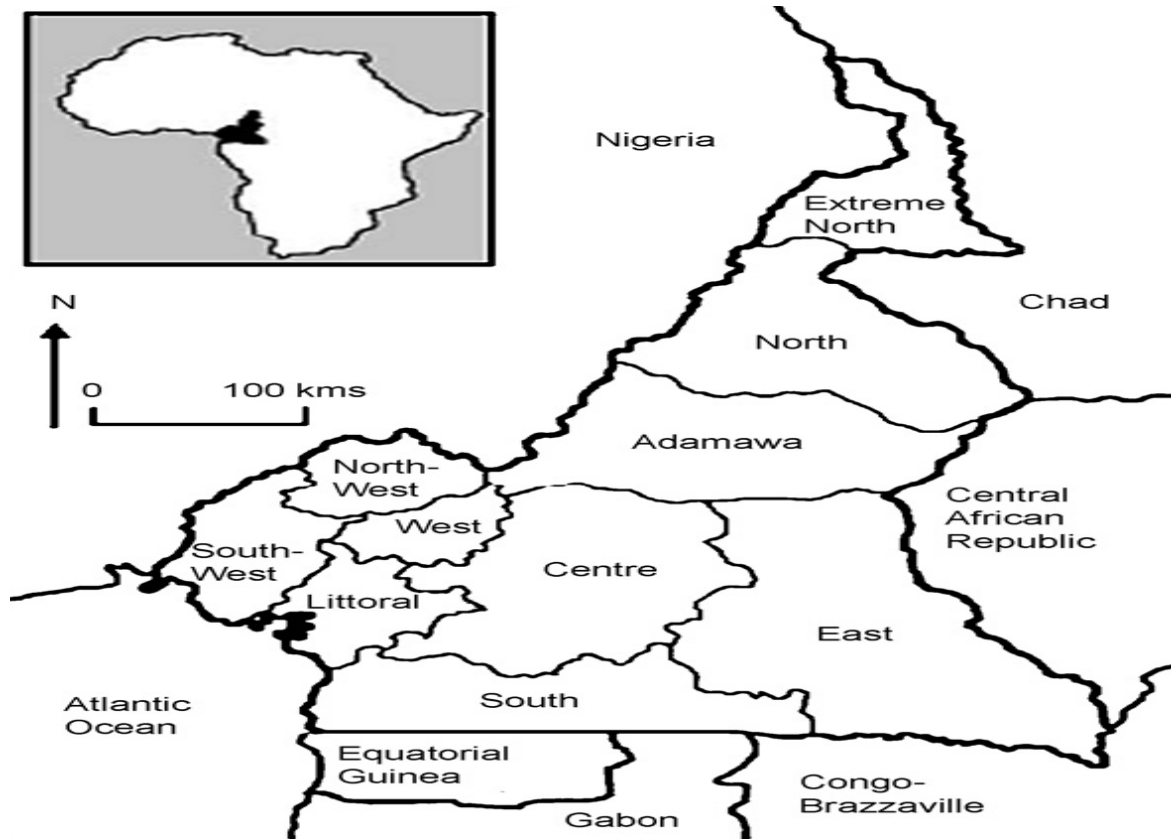 Nigeria
Extreme
North
N
Chad
0 100 kms
North
Adamawa
North-
West
Central
African
Republic
West
South-
West
Centre
Littoral
East
Atlantic
Ocean
South
Equatorial
Guinea
Congo-
Brazzaville
Gabon